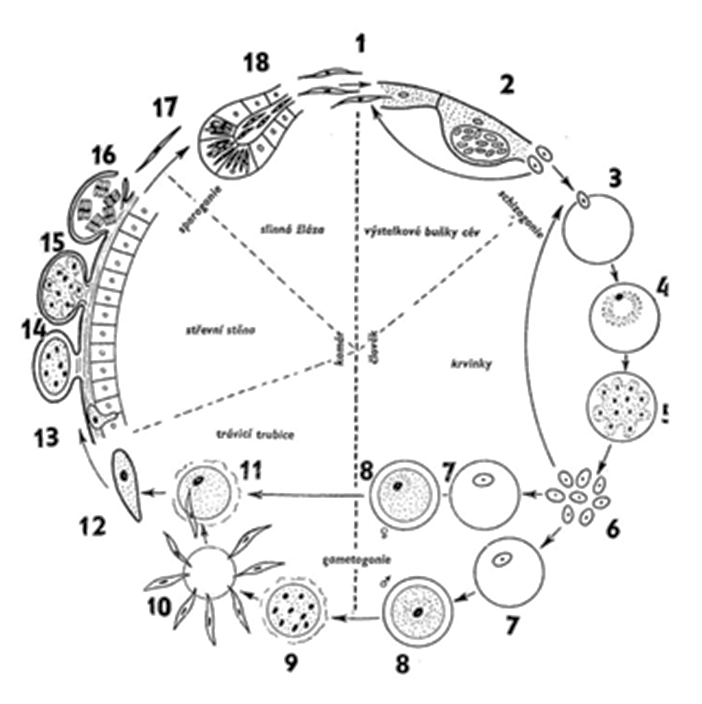 1
18
2
17
16
3
sporogonie
schizogonie
slinná žláza
výstelkové buňky cév
15
4
14
střevní stěna
komár
člověk
krvinky
5
13
trávicí trubice
11
8
7
12
♀
6
gametogonie
♂
10
7
9
8